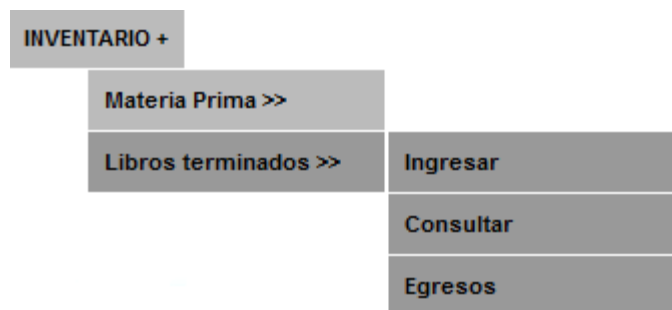 INVENTARIO +
Materia Prima >>
Libros terminados >>
Ingresar
Consultar
Egresos